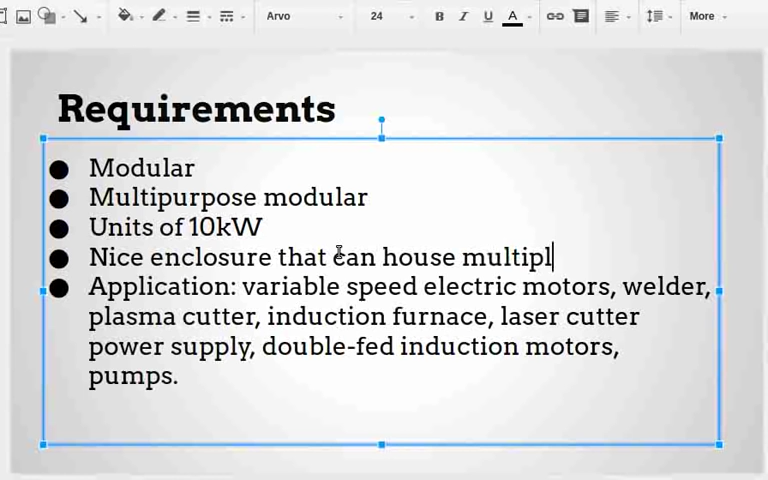 Arvo 24 B I U A More
Requirements
● Modular
● Multipurpose modular
● Units of 10kW
● Nice enclosure that can house multipl
● Application: variable speed electric motors, welder,
plasma cutter, induction furnace, laser cutter
power supply, double-fed induction motors,
pumps.